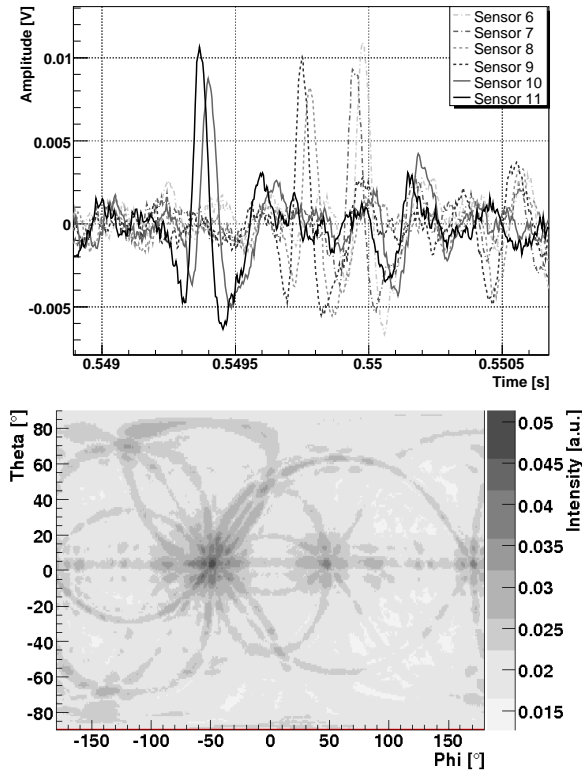 Amplitude [V]
0.01
0.005
0
-0.005
Sensor 6
Sensor 7
Sensor 8
Sensor 9
Sensor 10
Sensor 11
0.549
0.5495
0.55
0.5505
Time [s]
Theta [°]
80
60
40
20
0
-20
-40
-60
-80
-150
-100
-50
0
50
100
150
Phi [°]
Intensity [a.u.]
0.05
0.045
0.04
0.035
0.03
0.025
0.02
0.015